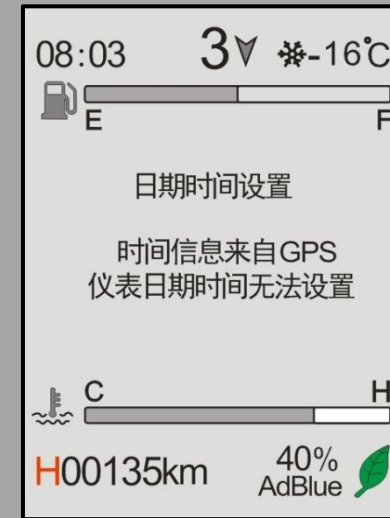 08:03 3 -16°C
E F
日期时间设置
时间信息来自GPS
仪表日期时间无法设置
C H
H00135km 40%
AdBlue